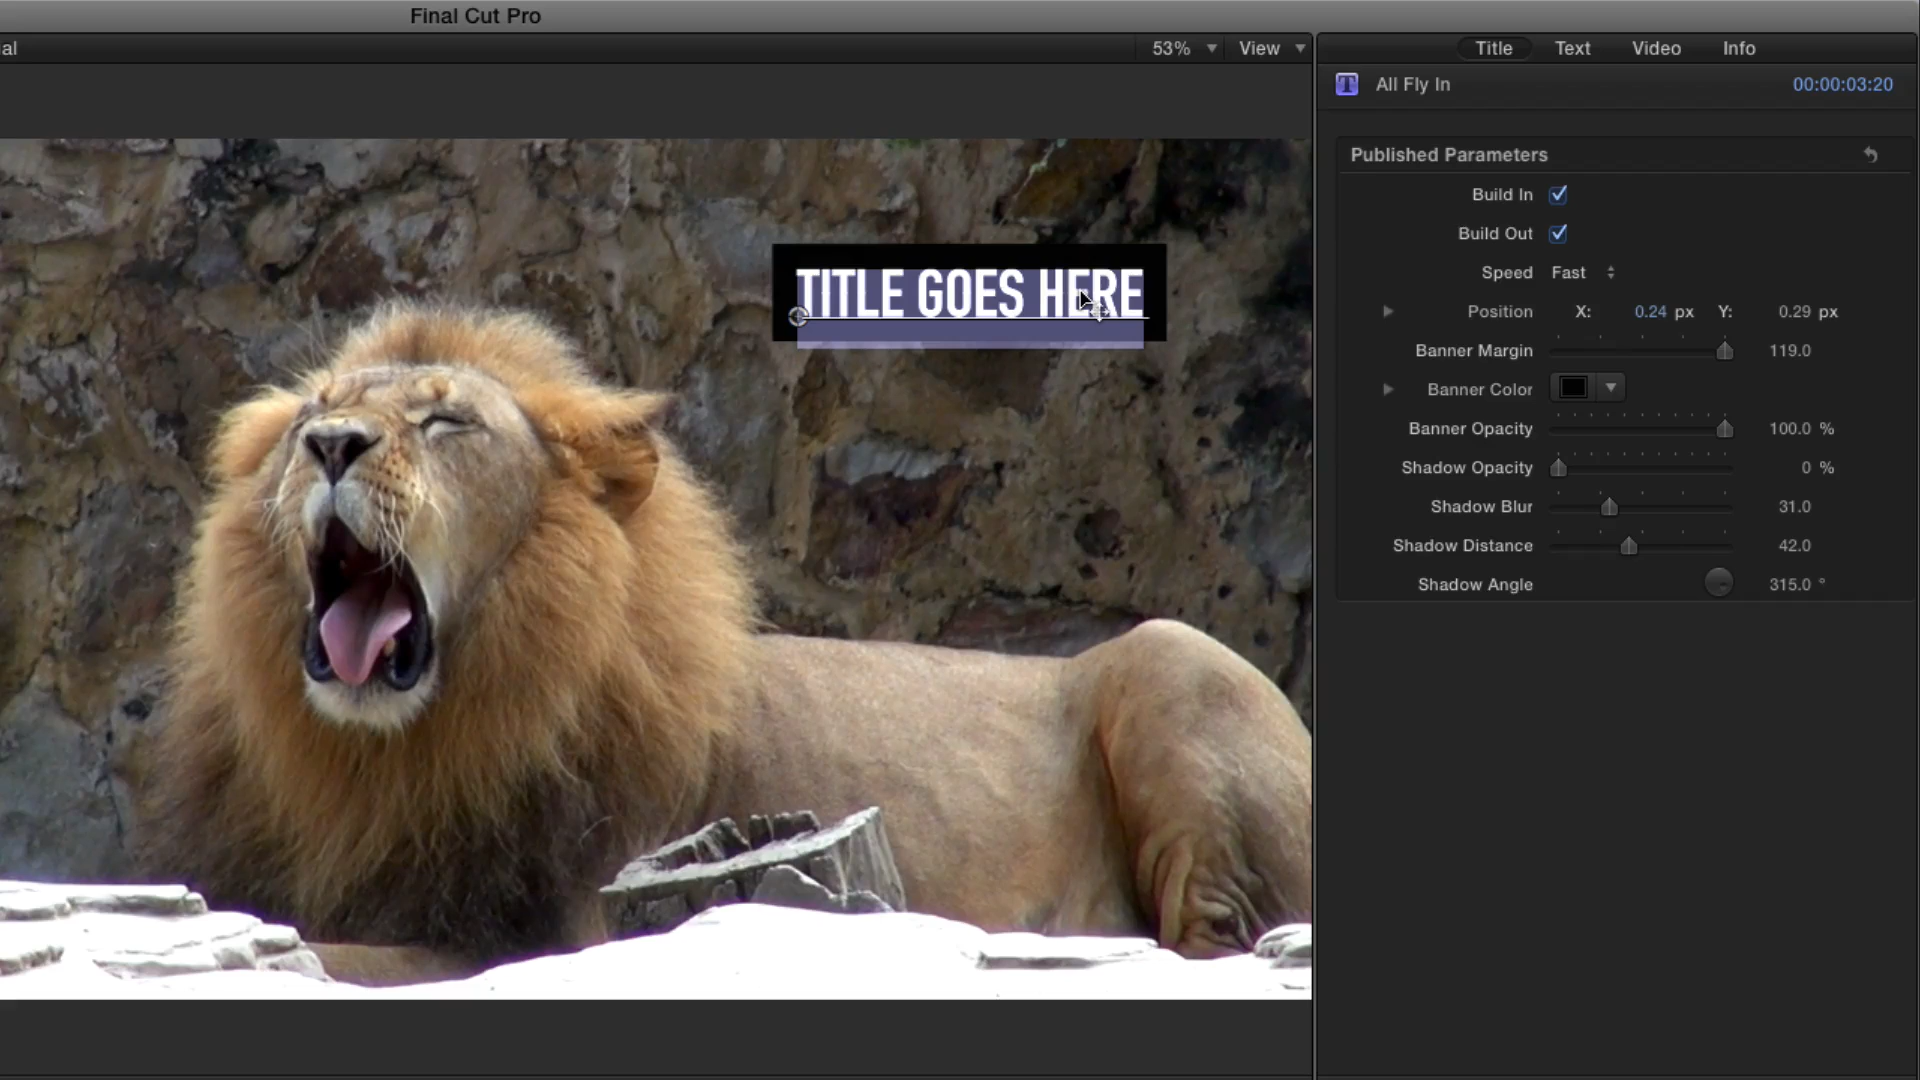 Final Cut Pro
al
53%
View
Title
Text
Video
Info
T
All Fly In
00:00:03:20
TITLE GOES HERE
Published Parameters
Build In
Build Out
Speed Fast
Position X: 0.24 px Y: 0.29 px
Banner Margin 119.0
Banner Color
Banner Opacity 100.0 %
Shadow Opacity 0 %
Shadow Blur 31.0
Shadow Distance 42.0
Shadow Angle 315.0 °